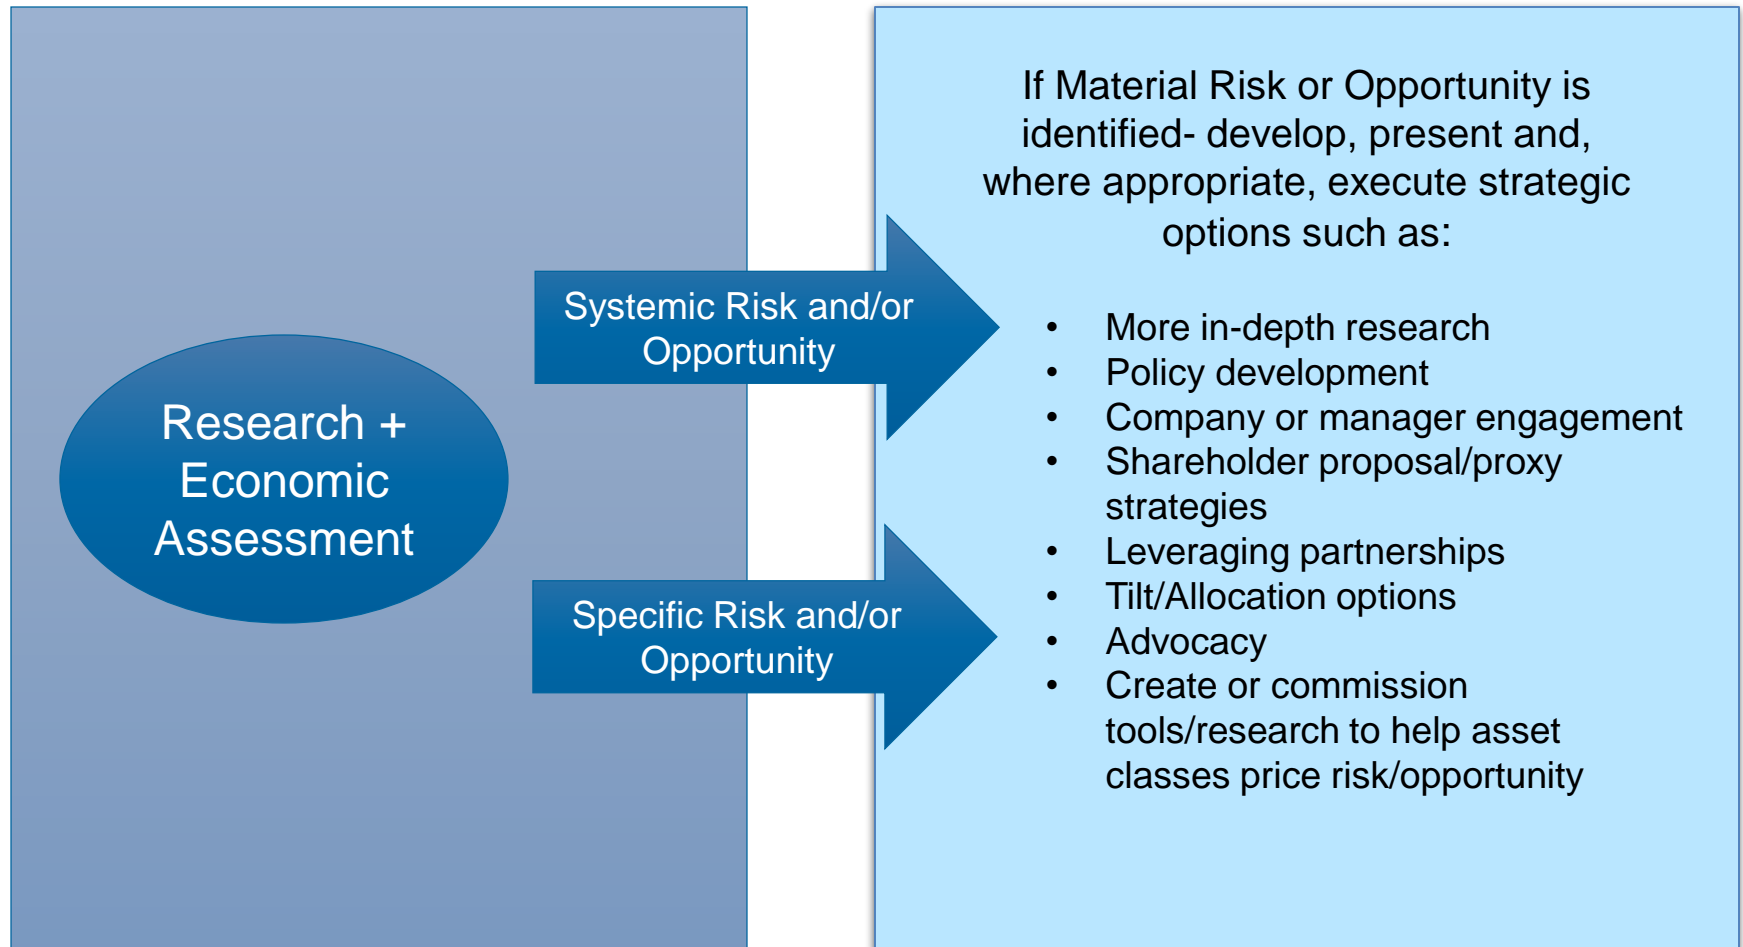 Research +
Economic
Assessment
Systemic Risk and/or
Opportunity
Specific Risk and/or
Opportunity
If Material Risk or Opportunity is
identified- develop, present and,
where appropriate, execute strategic
options such as:
• More in-depth research
• Policy development
• Company or manager engagement
• Shareholder proposal/proxy
strategies
• Leveraging partnerships
• Tilt/Allocation options
• Advocacy
• Create or commission
tools/research to help asset
classes price risk/opportunity